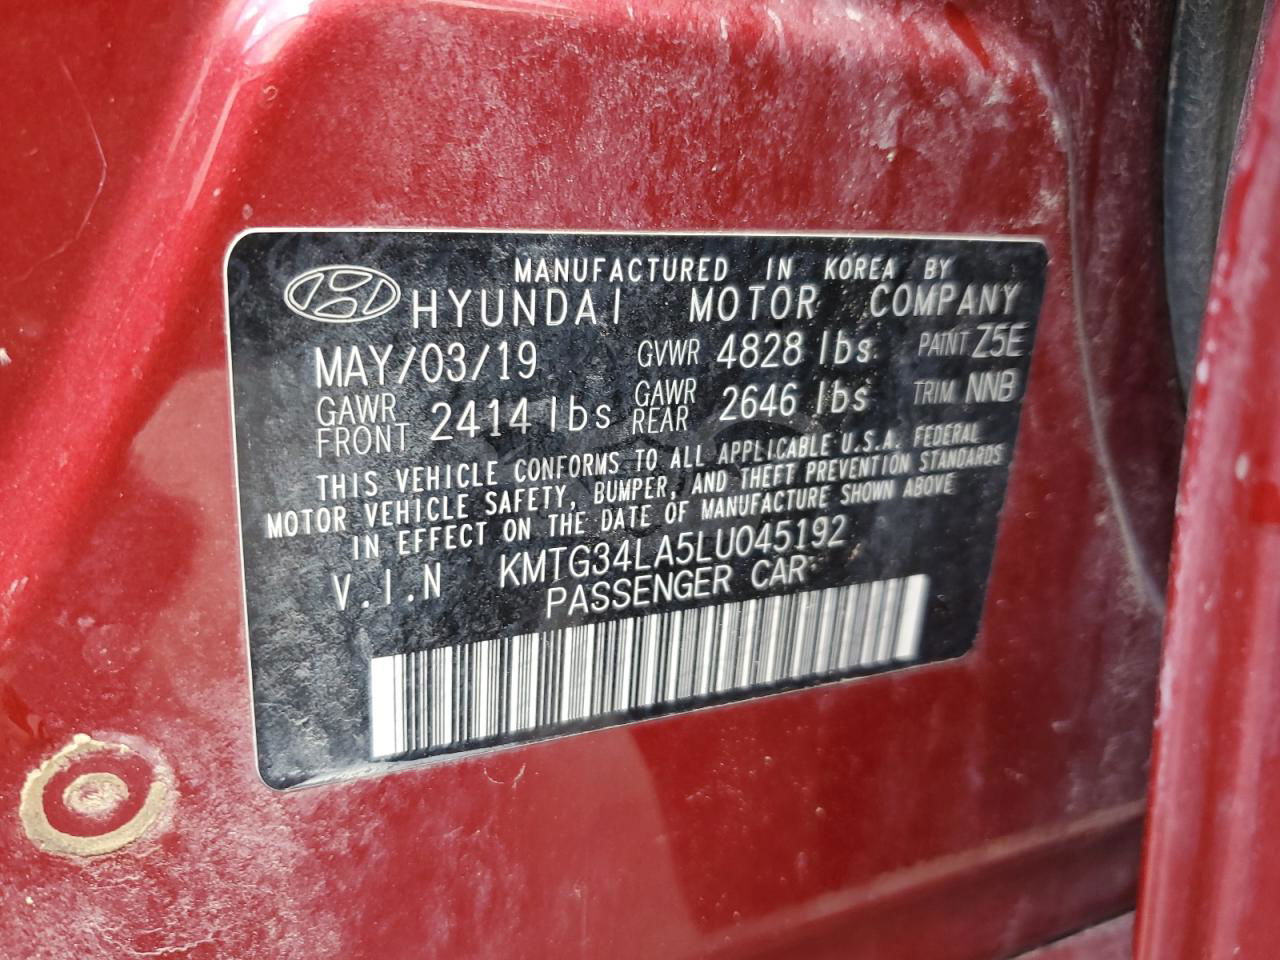 MANUFACTURED IN KOREA BY
HYUNDAI MOTOR COMPANY
MAY/03/19 GVWR 4828 lbs PAINT Z5E
GAWR FRONT 2414 lbs GAWR REAR 2646 lbs TRIM NNB
THIS VEHICLE CONFORMS TO ALL APPLICABLE U.S.A. FEDERAL
MOTOR VEHICLE SAFETY, BUMPER, AND THEFT PREVENTION STANDARDS
IN EFFECT ON THE DATE OF MANUFACTURE SHOWN ABOVE
V.I.N KMTG34LA5LU045192
PASSENGER CAR